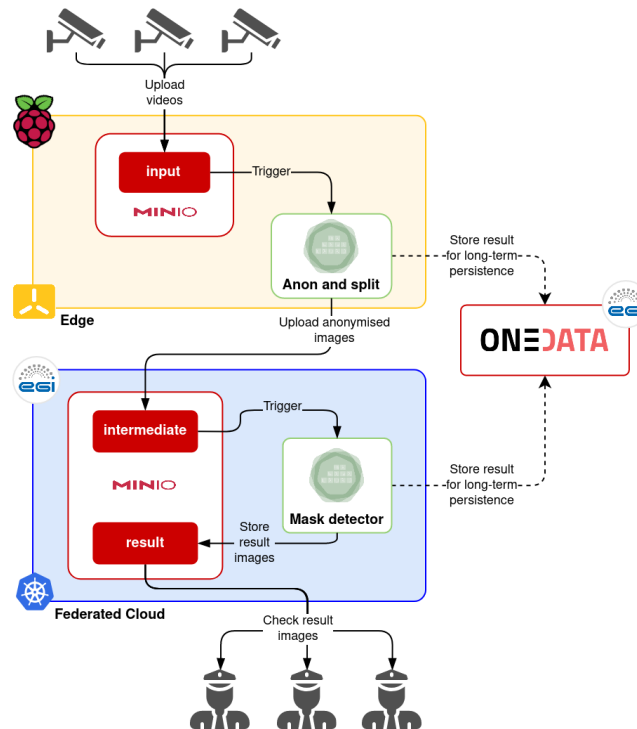 Upload
videos
input
MINIO
Trigger
Anon and split
Store result
for long-term
persistence
Edge
Upload anonymised
images
eGI
ONEDATA
eGI
intermediate
Trigger
MINIO
Mask detector
Store result
for long-term
persistence
result
Store
result
images
Federated Cloud
Check result
images